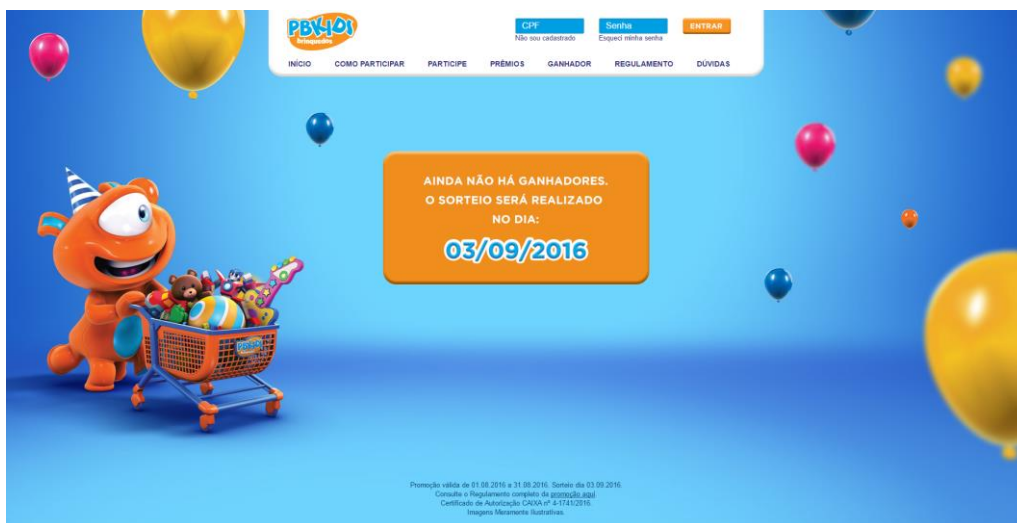 PBKIDS
Brinquedos
CPF
Senha
ENTRAR
Não sou cadastrado
Esqueci minha senha
INÍCIO COMO PARTICIPAR PARTICIPE PRÊMIOS GANHADOR REGULAMENTO DÚVIDAS
AINDA NÃO HÁ GANHADORES.
O SORTEIO SERÁ REALIZADO
NO DIA:
03/09/2016
PBKIDS
Promoção válida de 01.08.2016 a 31.08.2016. Sorteio dia 03.09.2016.
Consulte o Regulamento completo da promoção aqui.
Certificado de Autorização CAIXA nº 4-1741/2016.
Imagens Meramente Ilustrativas.